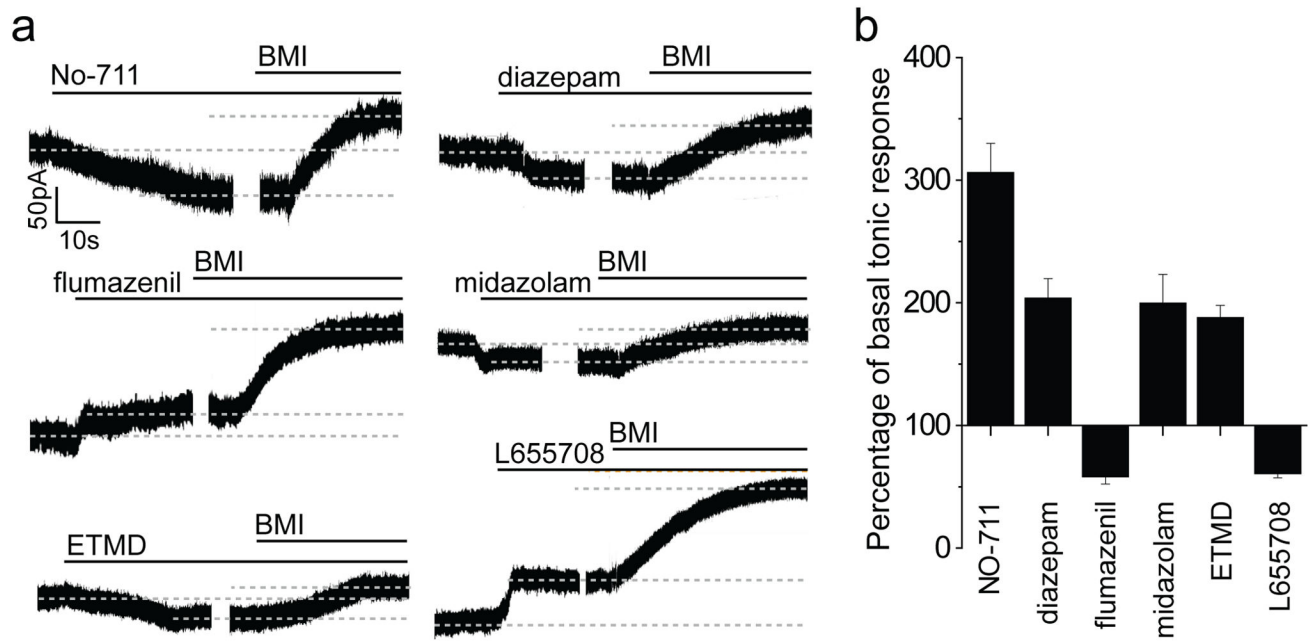 a
No-711
BMI
50pA
10s
diazepam
BMI
flumazenil
BMI
midazolam
BMI
L655708
BMI
ETMD
BMI
b
Percentage of basal tonic response
400
300
200
100
0
NO-711
diazepam
flumazenil
midazolam
ETMD
L655708